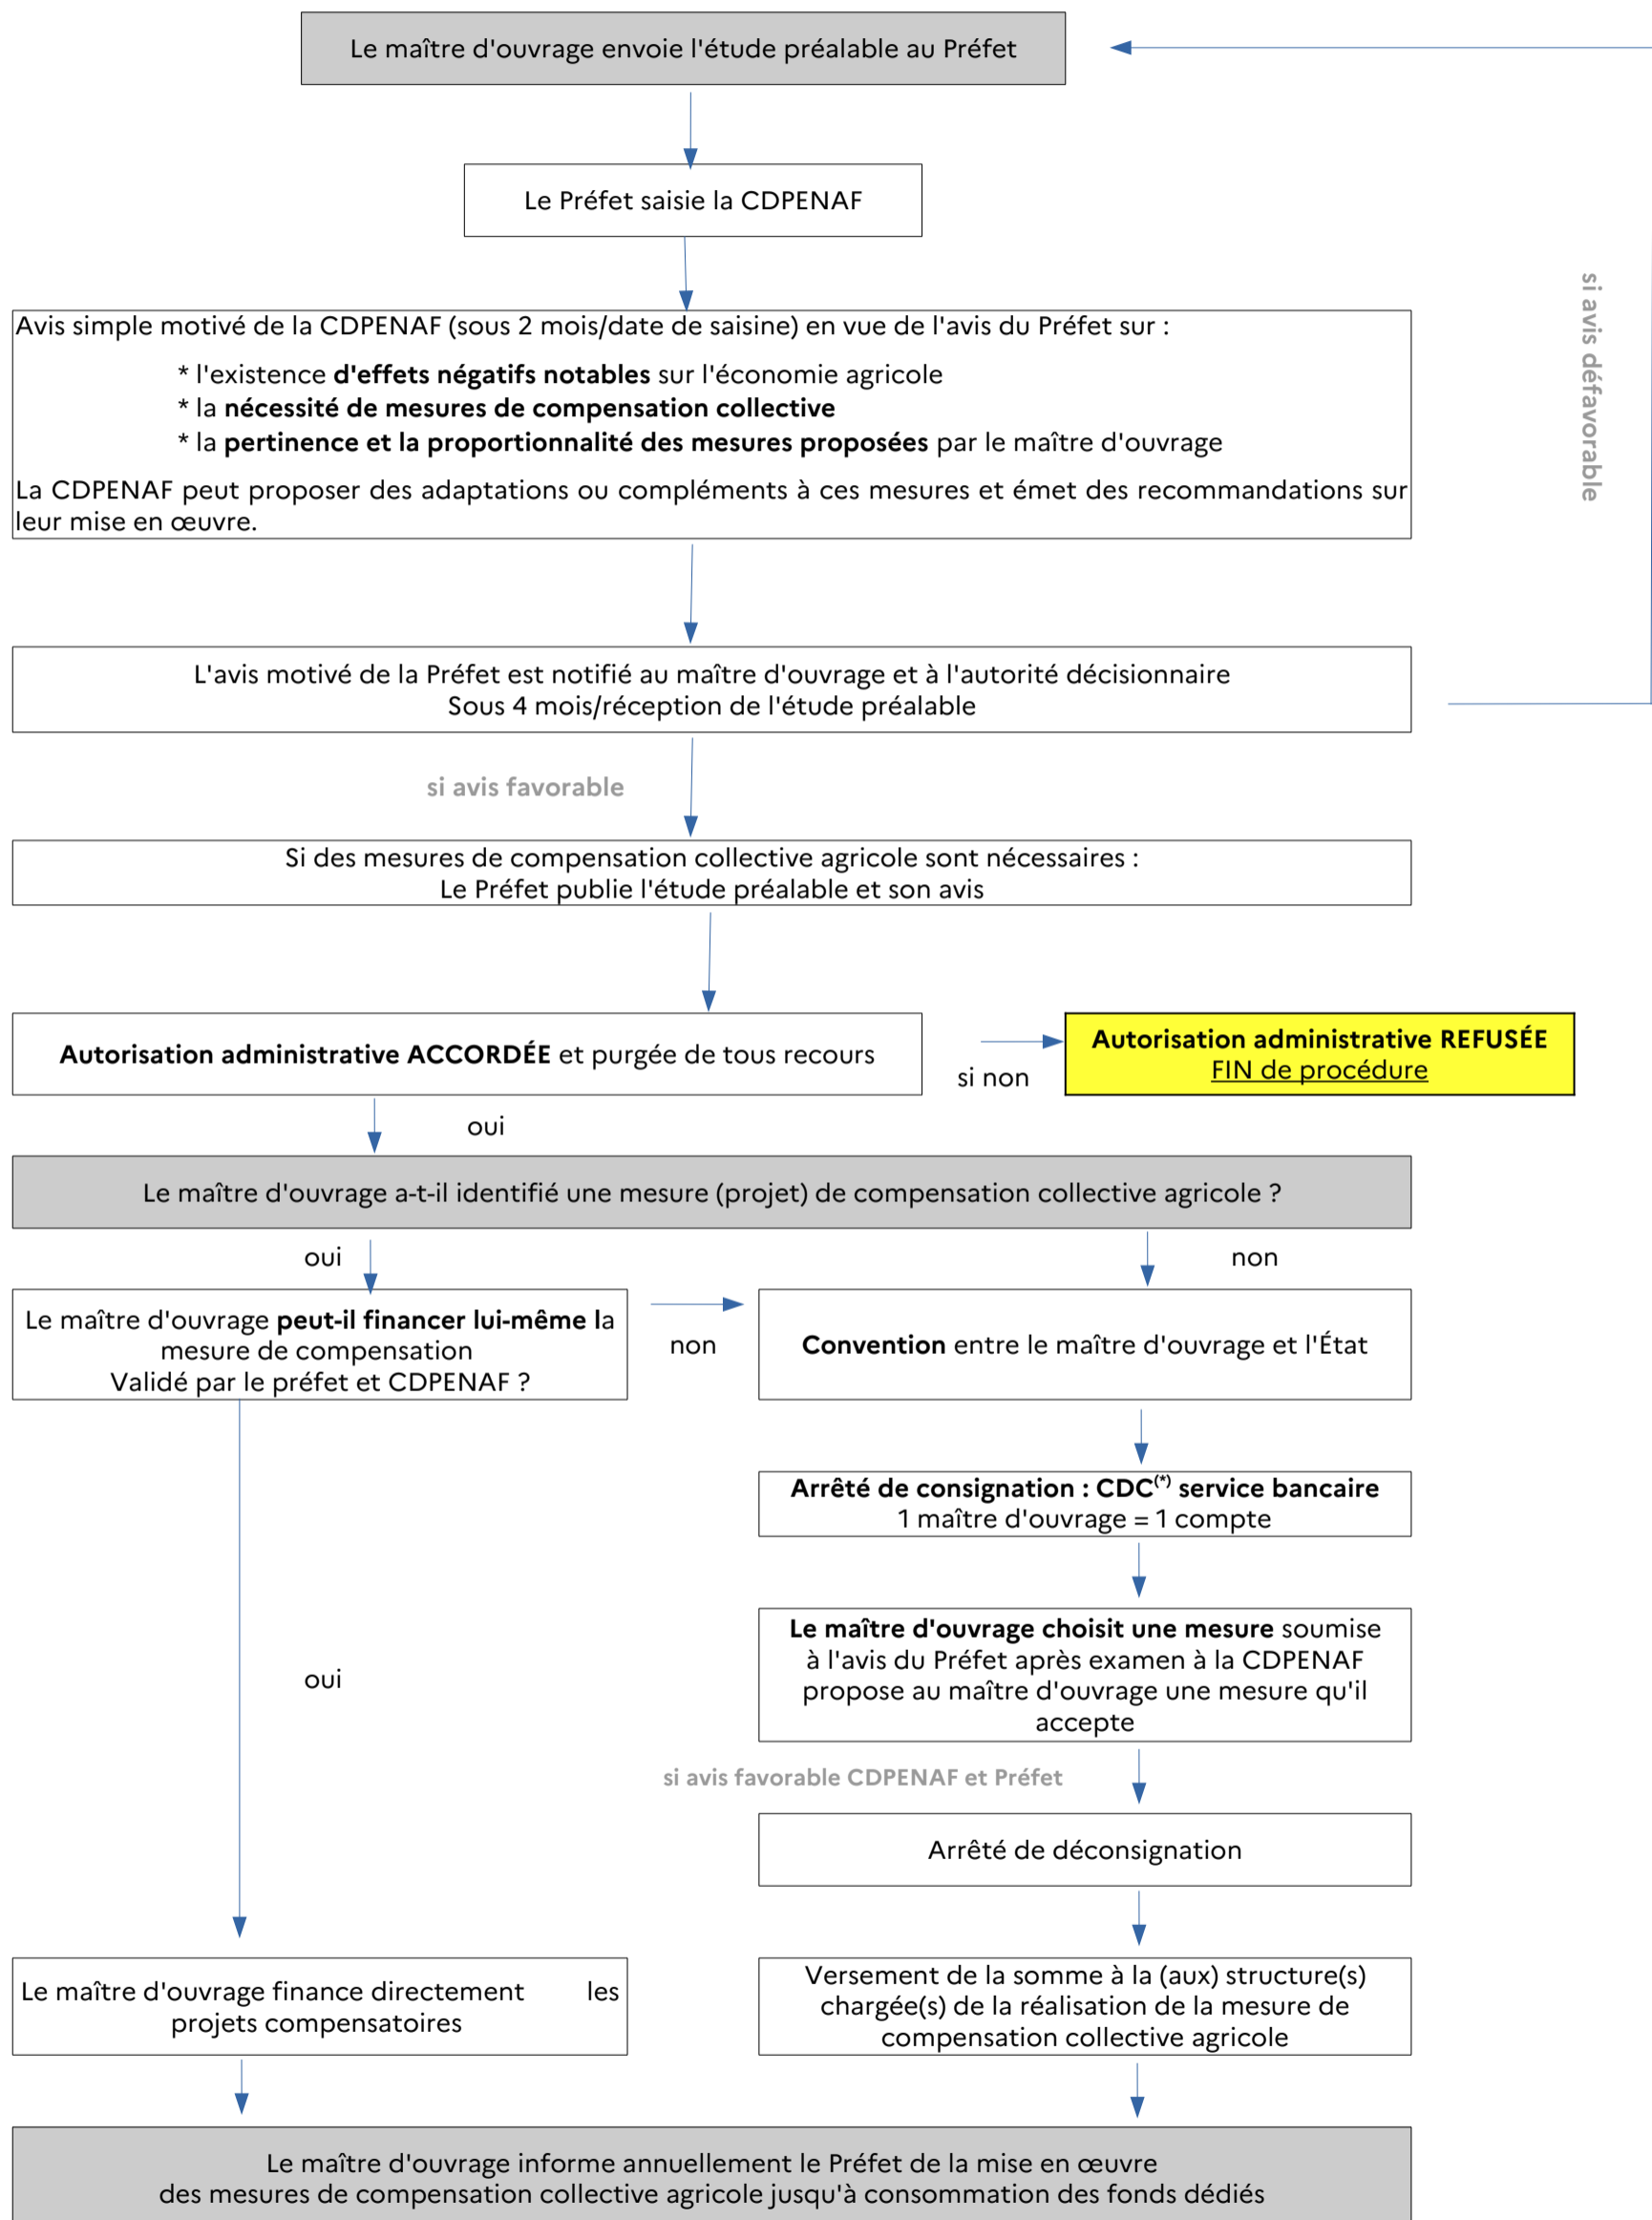 Le maître d'ouvrage envoie l'étude préalable au Préfet
Le Préfet saisie la CDPENAF
si avis défavorable
Avis simple motivé de la CDPENAF (sous 2 mois/date de saisine) en vue de l'avis du Préfet sur :
* l'existence d'effets négatifs notables sur l'économie agricole
* la nécessité de mesures de compensation collective
* la pertinence et la proportionnalité des mesures proposées par le maître d'ouvrage
La CDPENAF peut proposer des adaptations ou compléments à ces mesures et émet des recommandations sur
leur mise en œuvre.
L'avis motivé de la Préfet est notifié au maître d'ouvrage et à l'autorité décisionnaire
Sous 4 mois/réception de l'étude préalable
si avis favorable
Si des mesures de compensation collective agricole sont nécessaires :
Le Préfet publie l'étude préalable et son avis
Autorisation administrative ACCORDÉE et purgée de tous recours
si non
Autorisation administrative REFUSÉE
FIN de procédure
oui
Le maître d'ouvrage a-t-il identifié une mesure (projet) de compensation collective agricole ?
oui
non
Le maître d'ouvrage peut-il financer lui-même la
mesure de compensation
Validé par le préfet et CDPENAF ?
non
Convention entre le maître d'ouvrage et l'État
Arrêté de consignation : CDC(*) service bancaire
1 maître d'ouvrage = 1 compte
Le maître d'ouvrage choisit une mesure soumise
à l'avis du Préfet après examen à la CDPENAF
propose au maître d'ouvrage une mesure qu'il
accepte
oui
si avis favorable CDPENAF et Préfet
Arrêté de déconsignation
Le maître d'ouvrage finance directement les
projets compensatoires
Versement de la somme à la (aux) structure(s)
chargée(s) de la réalisation de la mesure de
compensation collective agricole
Le maître d'ouvrage informe annuellement le Préfet de la mise en œuvre
des mesures de compensation collective agricole jusqu'à consommation des fonds dédiés